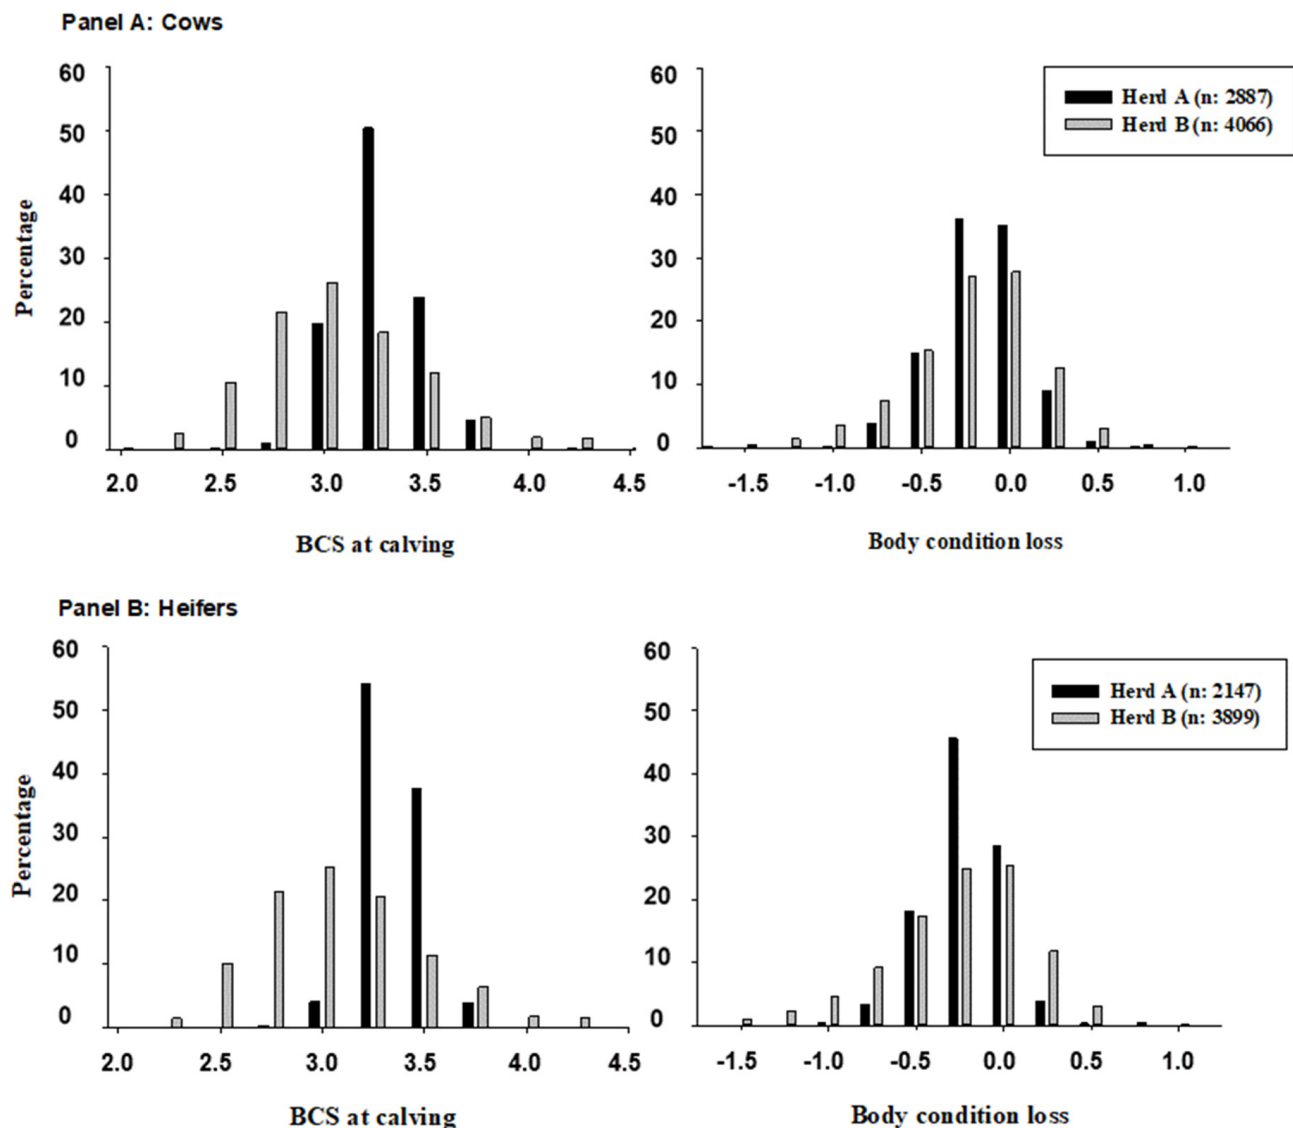 Panel A: Cows
60
50
40
30
20
10
0
Percentage
2.0 2.5 3.0 3.5 4.0 4.5
BCS at calving
60
50
40
30
20
10
0
-1.5 -1.0 -0.5 0.0 0.5 1.0
Body condition loss
Herd A (n: 2887)
Herd B (n: 4066)
Panel B: Heifers
60
50
40
30
20
10
0
Percentage
2.0 2.5 3.0 3.5 4.0 4.5
BCS at calving
60
50
40
30
20
10
0
-1.5 -1.0 -0.5 0.0 0.5 1.0
Body condition loss
Herd A (n: 2147)
Herd B (n: 3899)